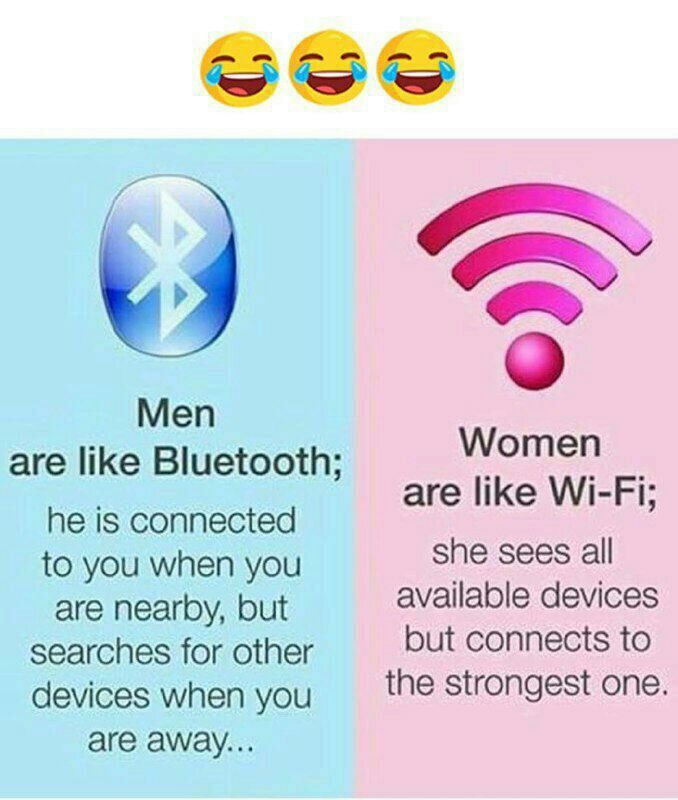 Men
are like Bluetooth;
he is connected
to you when you
are nearby, but
searches for other
devices when you
are away...
Women
are like Wi-Fi;
she sees all
available devices
but connects to
the strongest one.